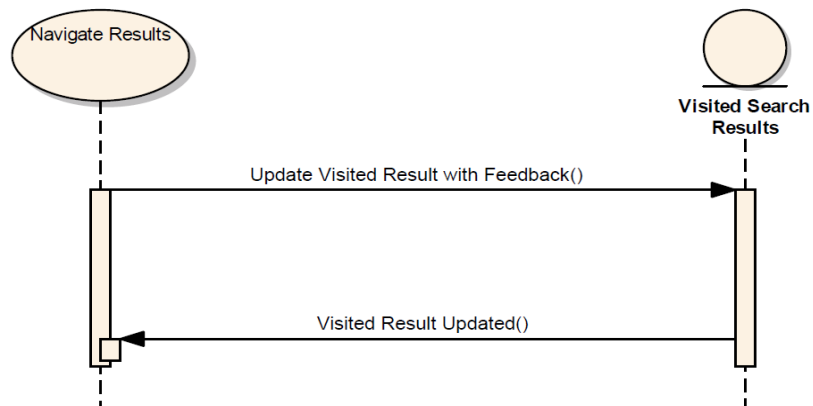 Navigate Results
Visited Search
Results
Update Visited Result with Feedback()
Visited Result Updated()